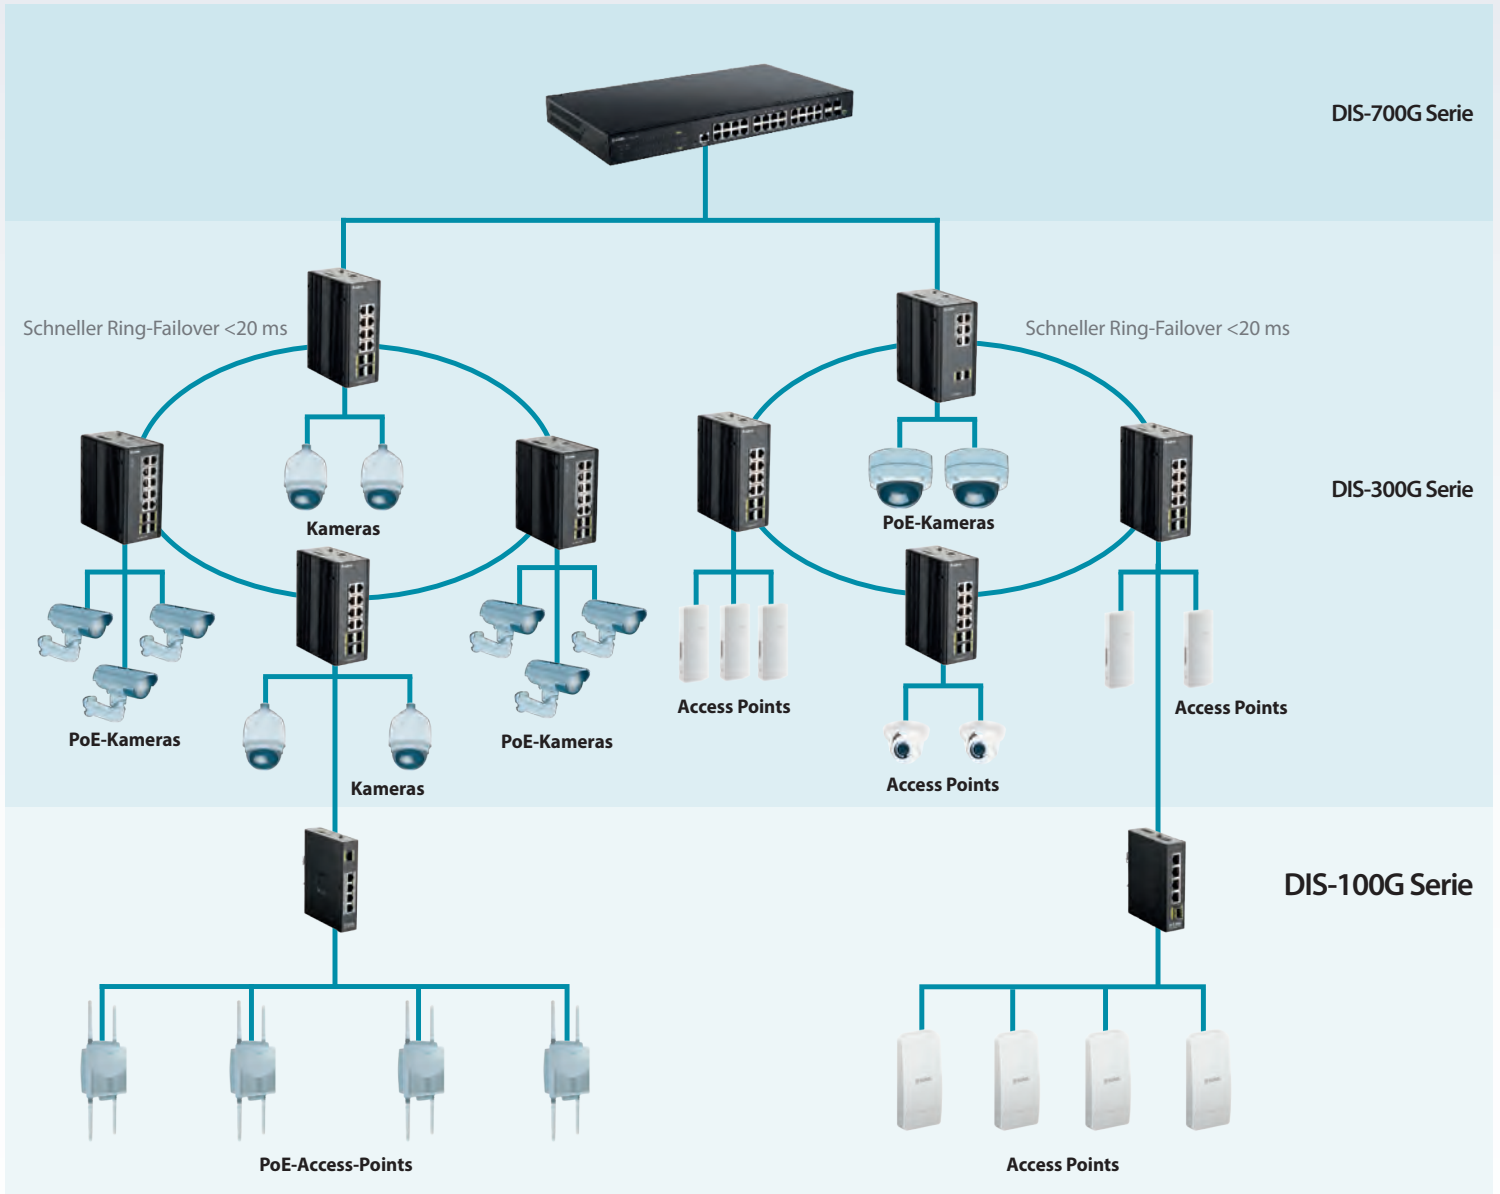 DIS-700G Serie
Schneller Ring-Failover <20 ms
Schneller Ring-Failover <20 ms
DIS-300G Serie
Kameras
PoE-Kameras
Access Points
Access Points
PoE-Kameras
PoE-Kameras
Kameras
Access Points
DIS-100G Serie
PoE-Access-Points
Access Points